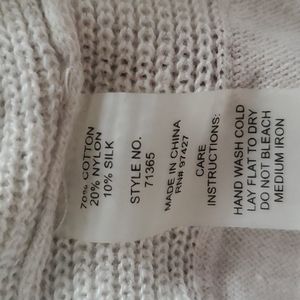 70% COTTON
20% NYLON
10% SILK
STYLE NO.
71365
MADE IN CHINA
RN# 97427
CARE
INSTRUCTIONS:
HAND WASH COLD
LAY FLAT TO DRY
DO NOT BLEACH
MEDIUM IRON